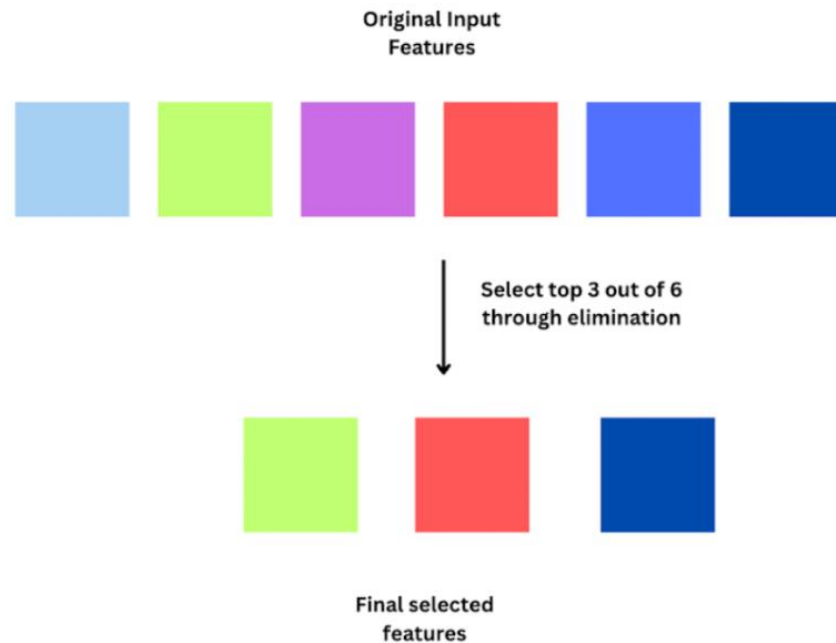 Original Input
Features
Select top 3 out of 6
through elimination
Final selected
features